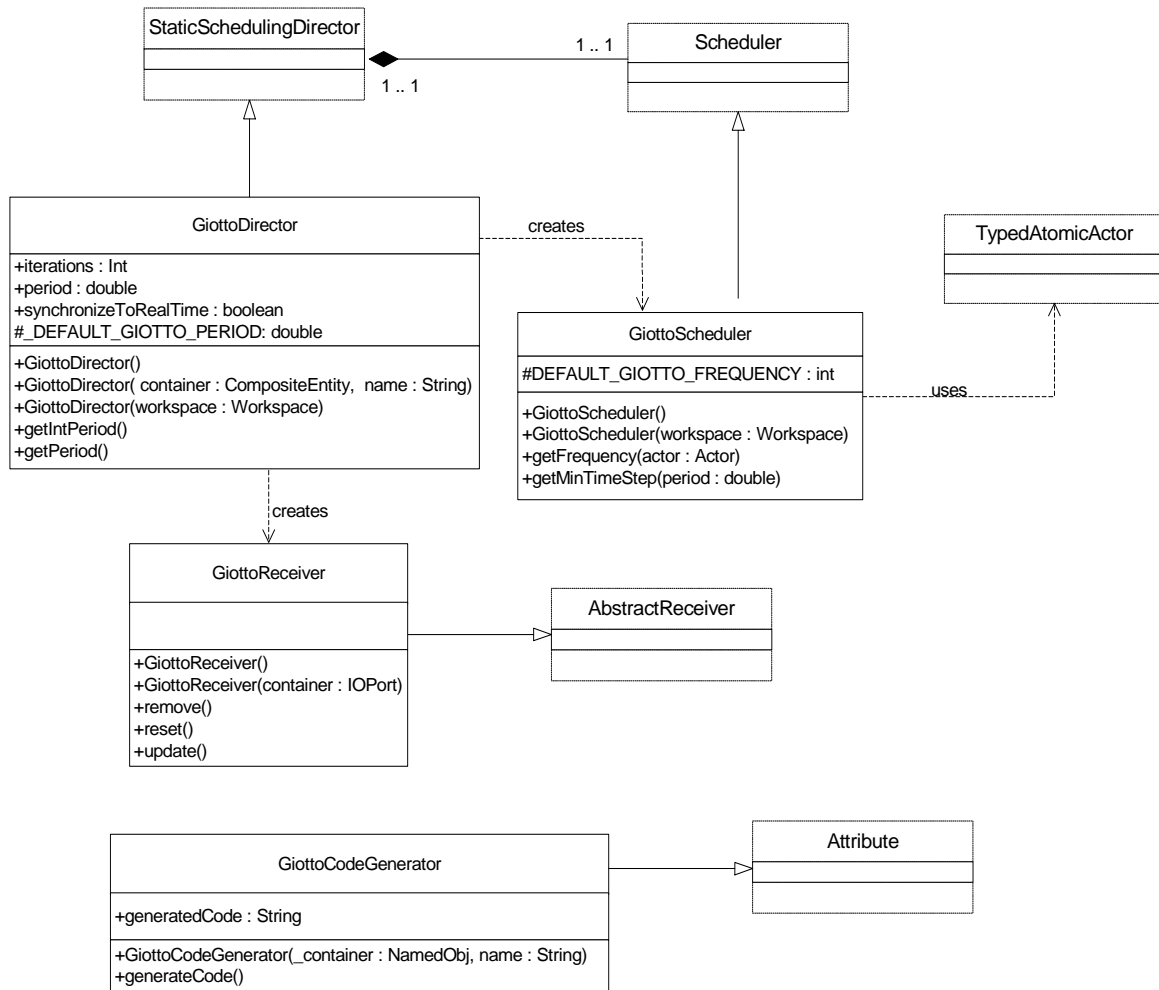 StaticSchedulingDirector
1 .. 1
Scheduler
1 .. 1
GiottoDirector
+iterations : Int
+period : double
+synchronizeToRealTime : boolean
#_DEFAULT_GIOTTO_PERIOD: double
+GiottoDirector()
+GiottoDirector( container : CompositeEntity,  name : String)
+GiottoDirector(workspace : Workspace)
+getIntPeriod()
+getPeriod()
creates
TypedAtomicActor
GiottoScheduler
#DEFAULT_GIOTTO_FREQUENCY : int
+GiottoScheduler()
+GiottoScheduler(workspace : Workspace)
+getFrequency(actor : Actor)
+getMinTimeStep(period : double)
uses
creates
GiottoReceiver
+GiottoReceiver()
+GiottoReceiver(container : IOPort)
+remove()
+reset()
+update()
AbstractReceiver
GiottoCodeGenerator
+generatedCode : String
+GiottoCodeGenerator(_container : NamedObj, name : String)
+generateCode()
Attribute